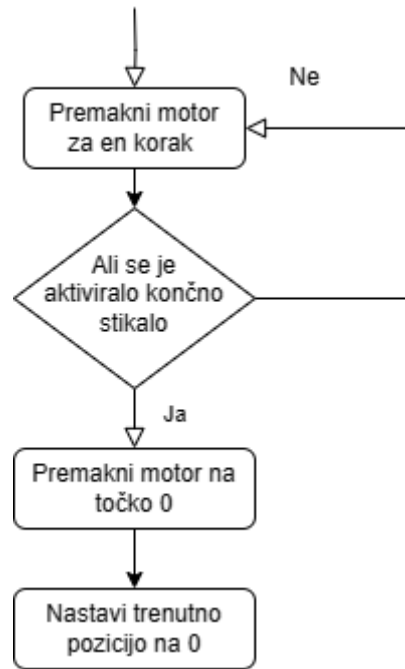 Ne
Premakni motor
za en korak
Ali se je
aktiviralo končno
stikalo
Ja
Premakni motor na
točko 0
Nastavi trenutno
pozicijo na 0